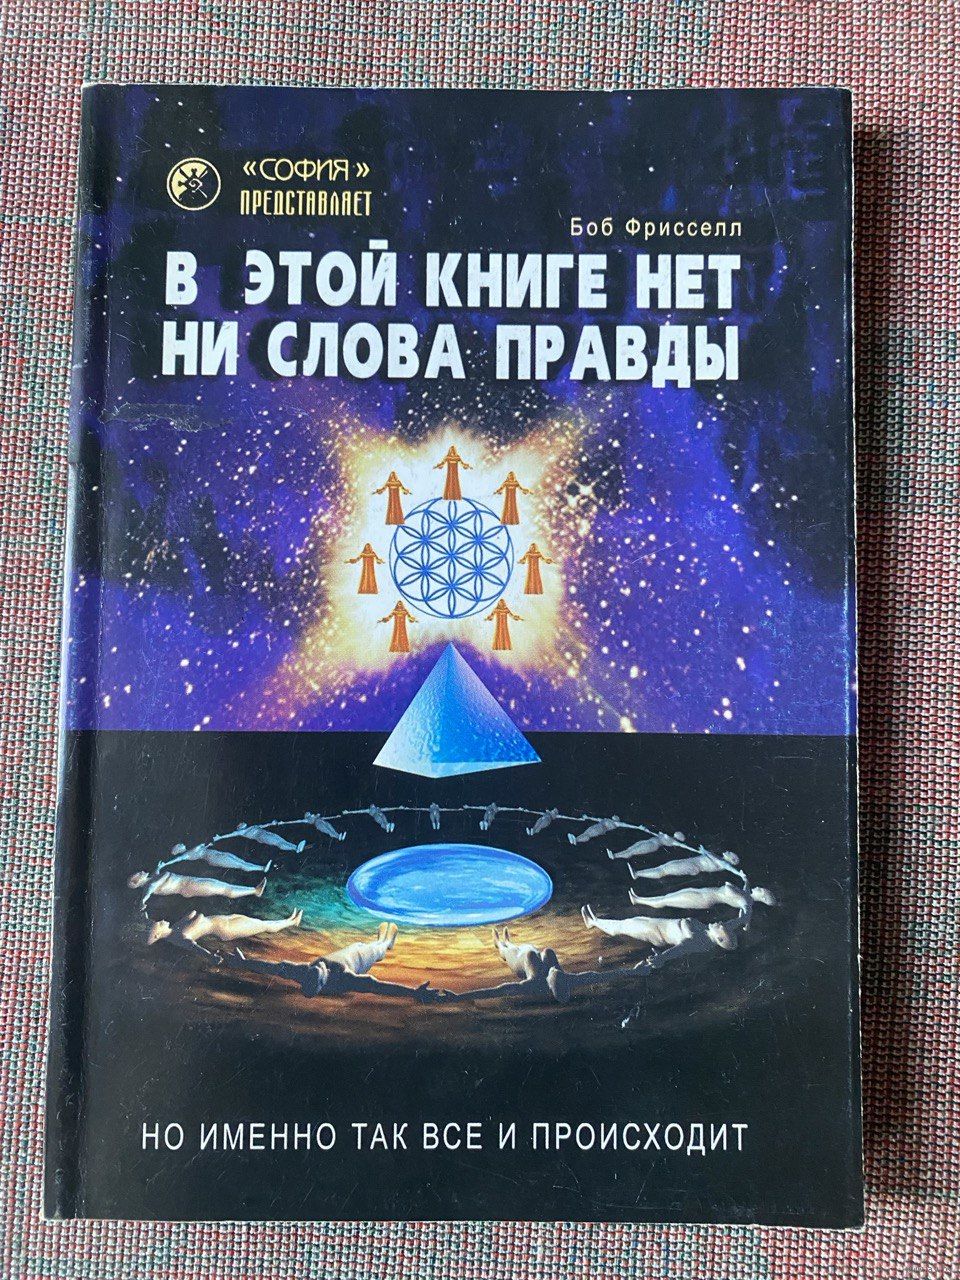 «СОФИЯ»
ПРЕДСТАВЛЯЕТ
Боб Фрисселл
В ЭТОЙ КНИГЕ НЕТ
НИ СЛОВА ПРАВДЫ
НО ИМЕННО ТАК ВСЕ И ПРОИСХОДИТ